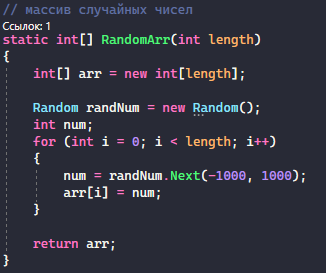 // массив случайных чисел
Ссылок: 1
static int[] RandomArr(int length)
{
    int[] arr = new int[length];

    Random randNum = new Random();
    int num;
    for (int i = 0; i < length; i++)
    {
        num = randNum.Next(-1000, 1000);
        arr[i] = num;
    }

    return arr;
}